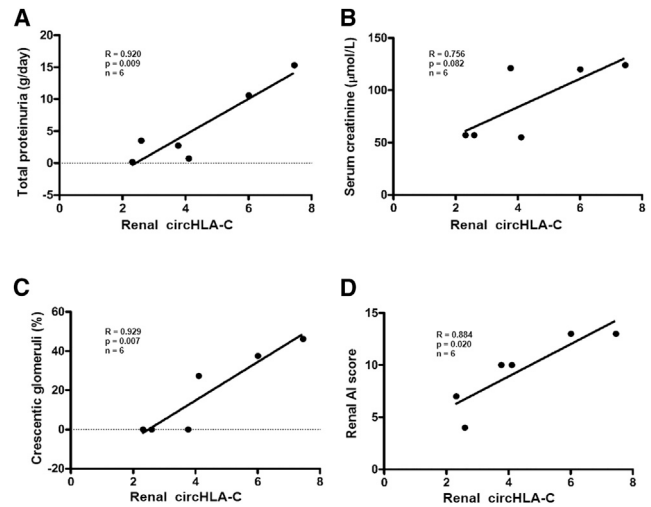 A
Total proteinuria (g/day)
20
15
10
5
0
-5
R = 0.920
p = 0.009
n = 6
0 2 4 6 8
Renal circHLA-C
B
Serum creatinine (μmol/L)
150
100
50
0
R = 0.756
p = 0.082
n = 6
0 2 4 6 8
Renal circHLA-C
C
Crescentic glomeruli (%)
60
40
20
0
-20
R = 0.929
p = 0.007
n = 6
0 2 4 6 8
Renal circHLA-C
D
Renal AI score
15
10
5
0
R = 0.884
p = 0.020
n = 6
0 2 4 6 8
Renal circHLA-C